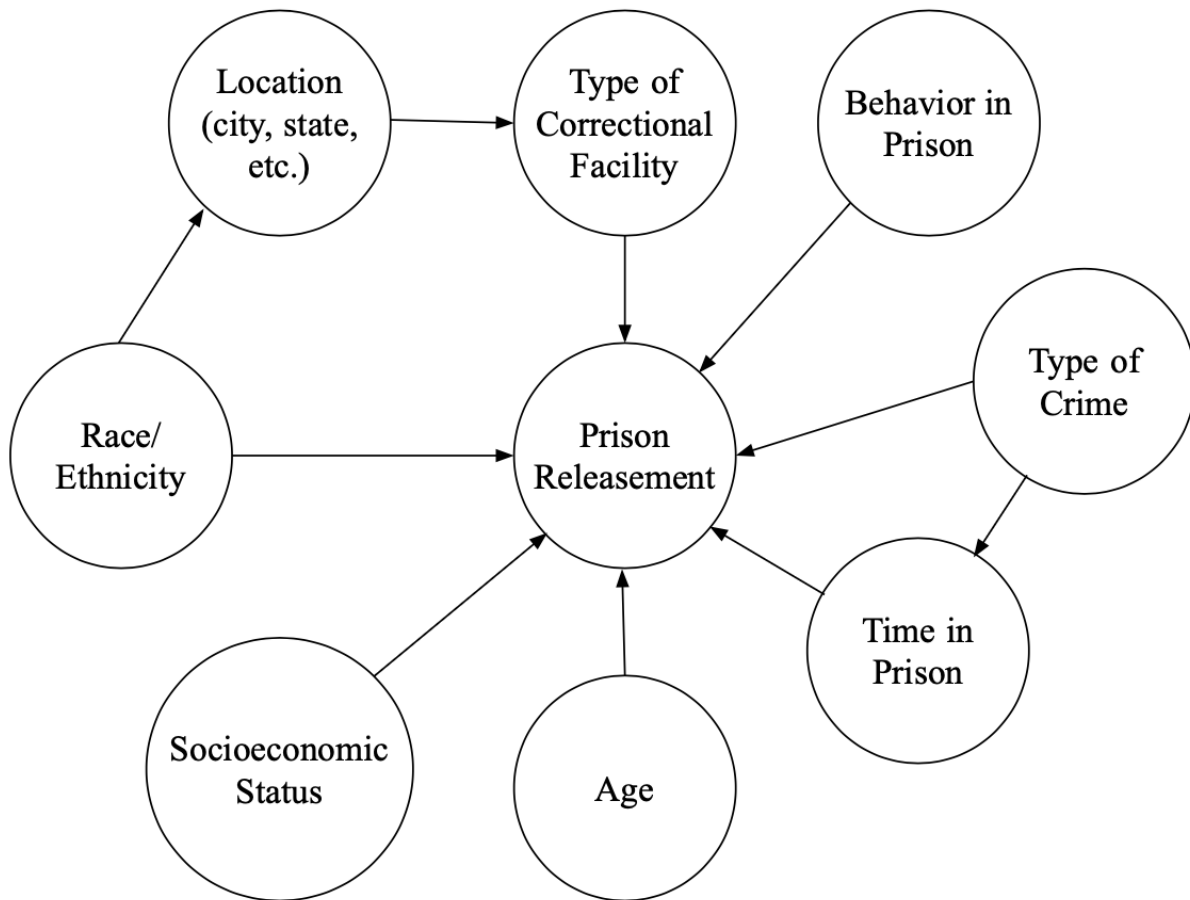 Location
(city, state,
etc.)
Type of
Correctional
Facility
Behavior in
Prison
Type of
Crime
Race/
Ethnicity
Prison
Releasement
Time in
Prison
Socioeconomic
Status
Age